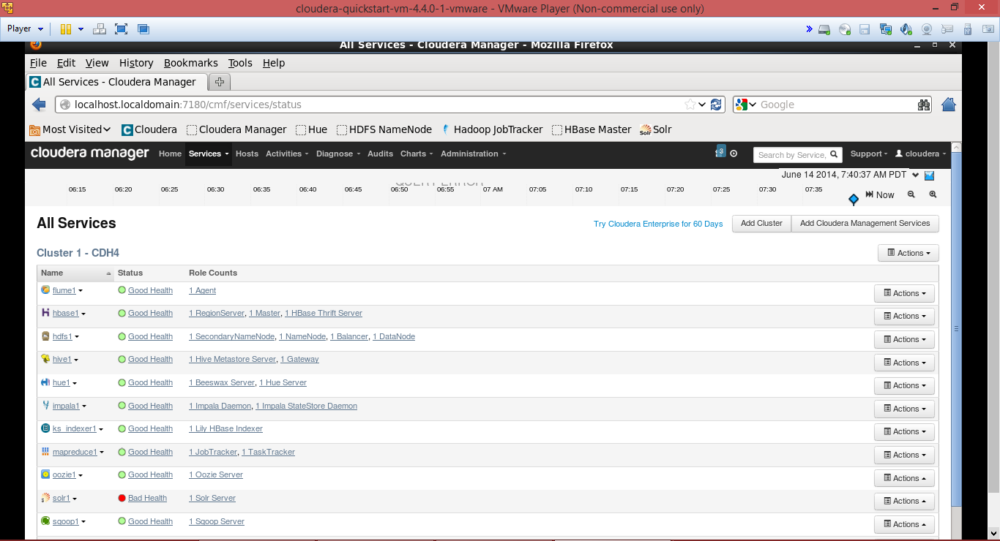 cloudera-quickstart-vm-4.4.0-1-vmware - VMware Player (Non-commercial use only)
Player
All Services - Cloudera Manager - Mozilla Firefox
File Edit View History Bookmarks Tools Help
All Services - Cloudera Manager
localhost.localdomain:7180/cmf/services/status Google
Most Visited Cloudera Cloudera Manager Hue HDFS NameNode Hadoop JobTracker HBase Master Solr
cloudera manager Home Services Hosts Activities Diagnose Audits Charts Administration 3 Search by Service, Support cloudera
June 14 2014, 7:40:37 AM PDT
QUERY ERROR
06:15 06:20 06:25 06:30 06:35 06:40 06:45 06:50 06:55 07 AM 07:05 07:10 07:15 07:20 07:25 07:30 07:35 Now
All Services Try Cloudera Enterprise for 60 Days Add Cluster Add Cloudera Management Services
Cluster 1 - CDH4 Actions
Name Status Role Counts
flume1 Good Health 1 Agent Actions
hbase1 Good Health 1 RegionServer, 1 Master, 1 HBase Thrift Server Actions
hdfs1 Good Health 1 SecondaryNameNode, 1 NameNode, 1 Balancer, 1 DataNode Actions
hive1 Good Health 1 Hive Metastore Server, 1 Gateway Actions
hue1 Good Health 1 Beeswax Server, 1 Hue Server Actions
impala1 Good Health 1 Impala Daemon, 1 Impala StateStore Daemon Actions
ks_indexer1 Good Health 1 Lily HBase Indexer Actions
mapreduce1 Good Health 1 JobTracker, 1 TaskTracker Actions
oozie1 Good Health 1 Oozie Server Actions
solr1 Bad Health 1 Solr Server Actions
sqoop1 Good Health 1 Sqoop Server Actions